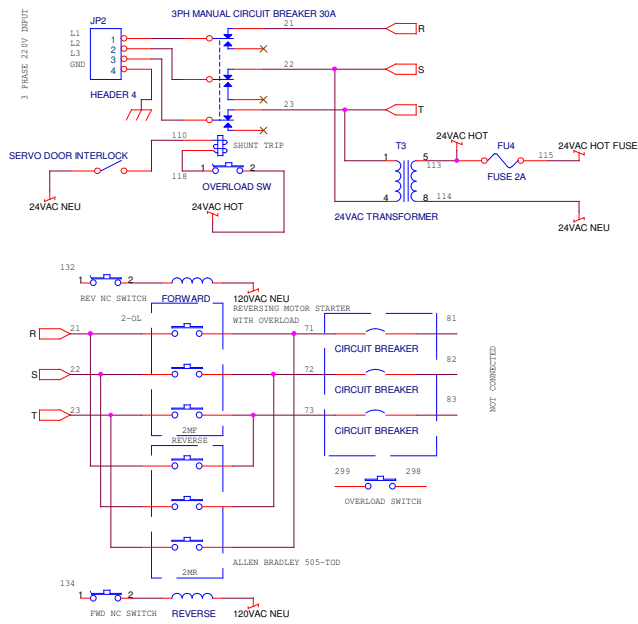 3PH MANUAL CIRCUIT BREAKER 30A
3 PHASE 220V INPUT
JP2
L1
L2
L3
GND
1
2
3
4
HEADER 4
21
R
22
S
23
T
110
SHUNT TRIP
SERVO DOOR INTERLOCK
118
1
2
OVERLOAD SW
24VAC NEU
24VAC HOT
T3
1
5
4
8
113
114
24VAC TRANSFORMER
24VAC HOT
FU4
FUSE 2A
115
24VAC HOT FUSE
24VAC NEU
132
1
2
REV NC SWITCH
FORWARD
120VAC NEU
REVERSING MOTOR STARTER
WITH OVERLOAD
2-OL
R
21
S
22
T
23
71
72
73
CIRCUIT BREAKER
CIRCUIT BREAKER
CIRCUIT BREAKER
81
82
83
NOT CONNECTED
2MF
REVERSE
299
298
OVERLOAD SWITCH
ALLEN BRADLEY 505-TOD
2MR
134
1
2
FWD NC SWITCH
REVERSE
120VAC NEU